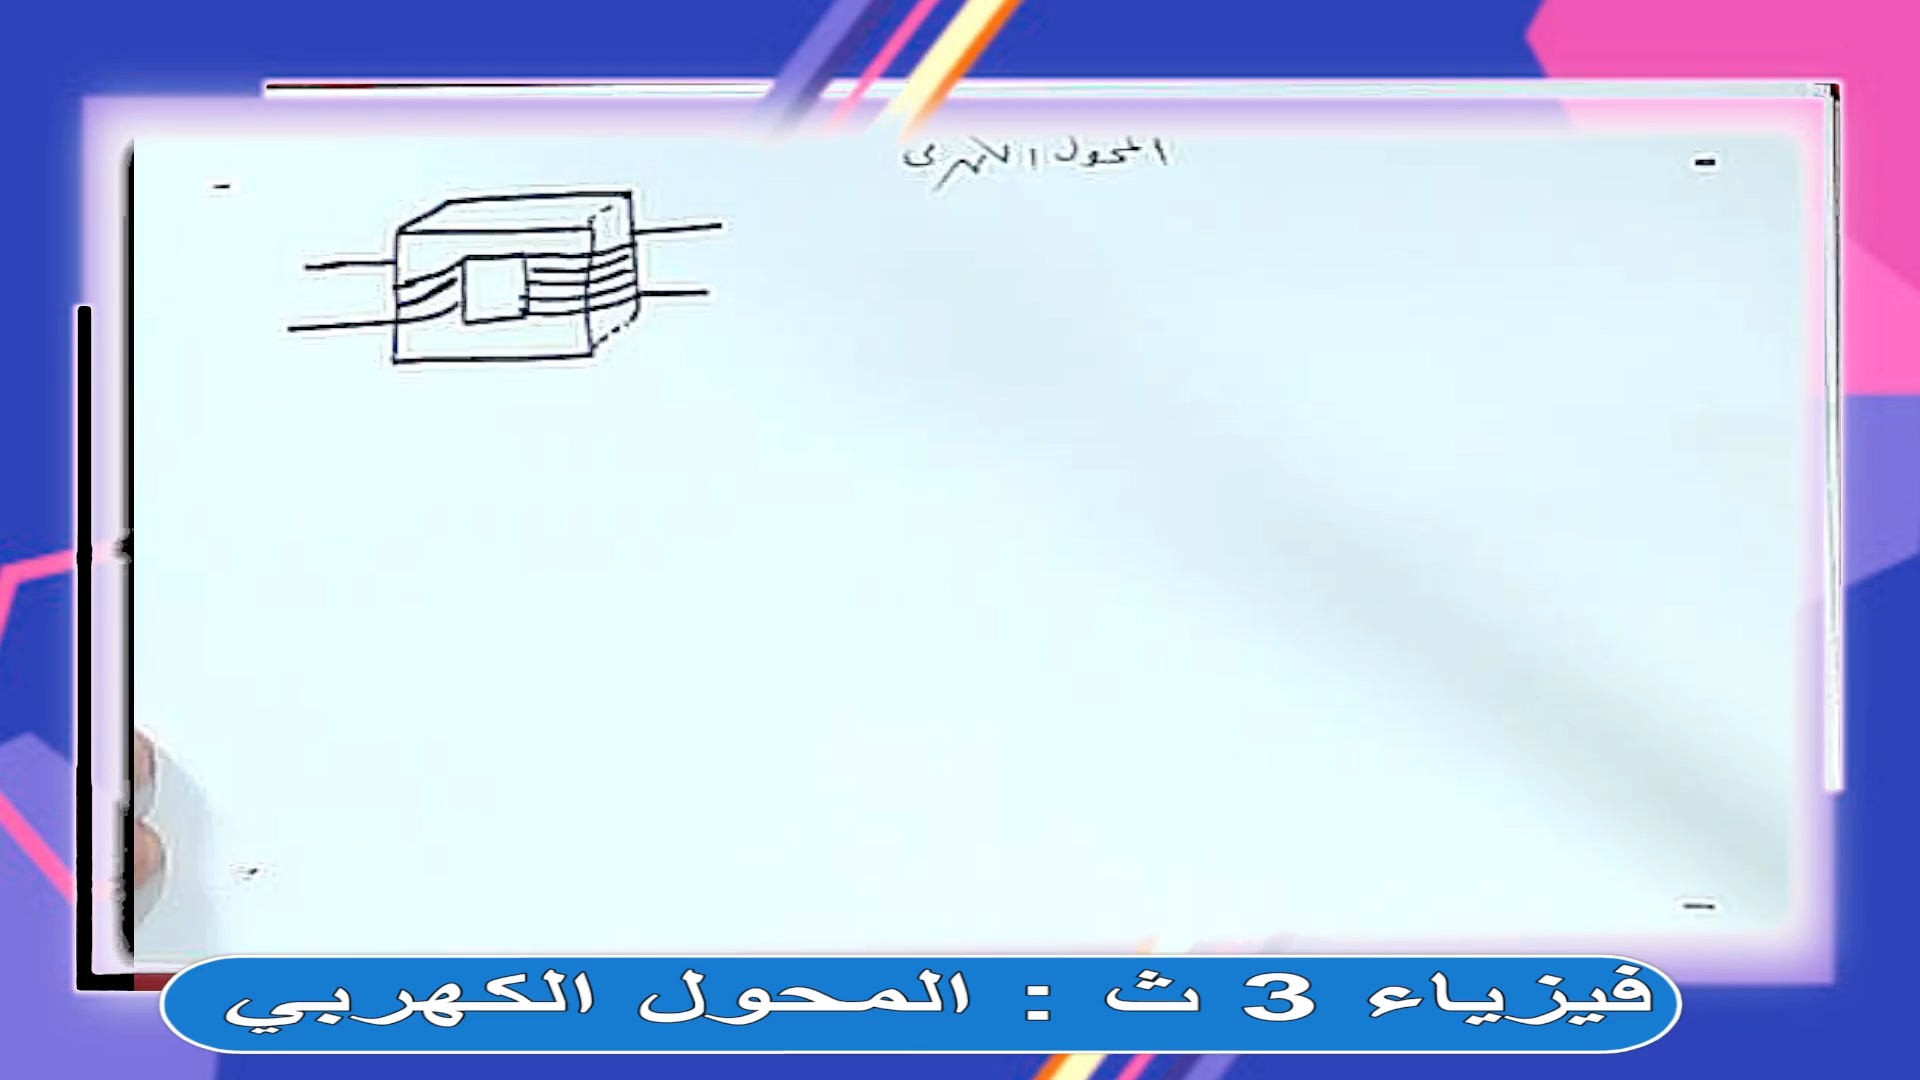 المحول الكهربى
فيزياء 3 ث : المحول الكهربي